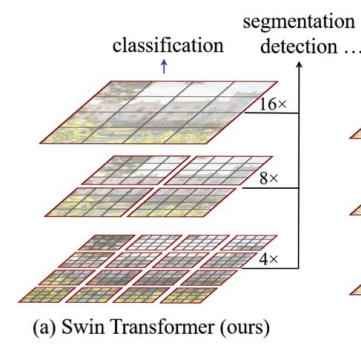 segmentation
classification detection ...
16×
8×
4×
(a) Swin Transformer (ours)